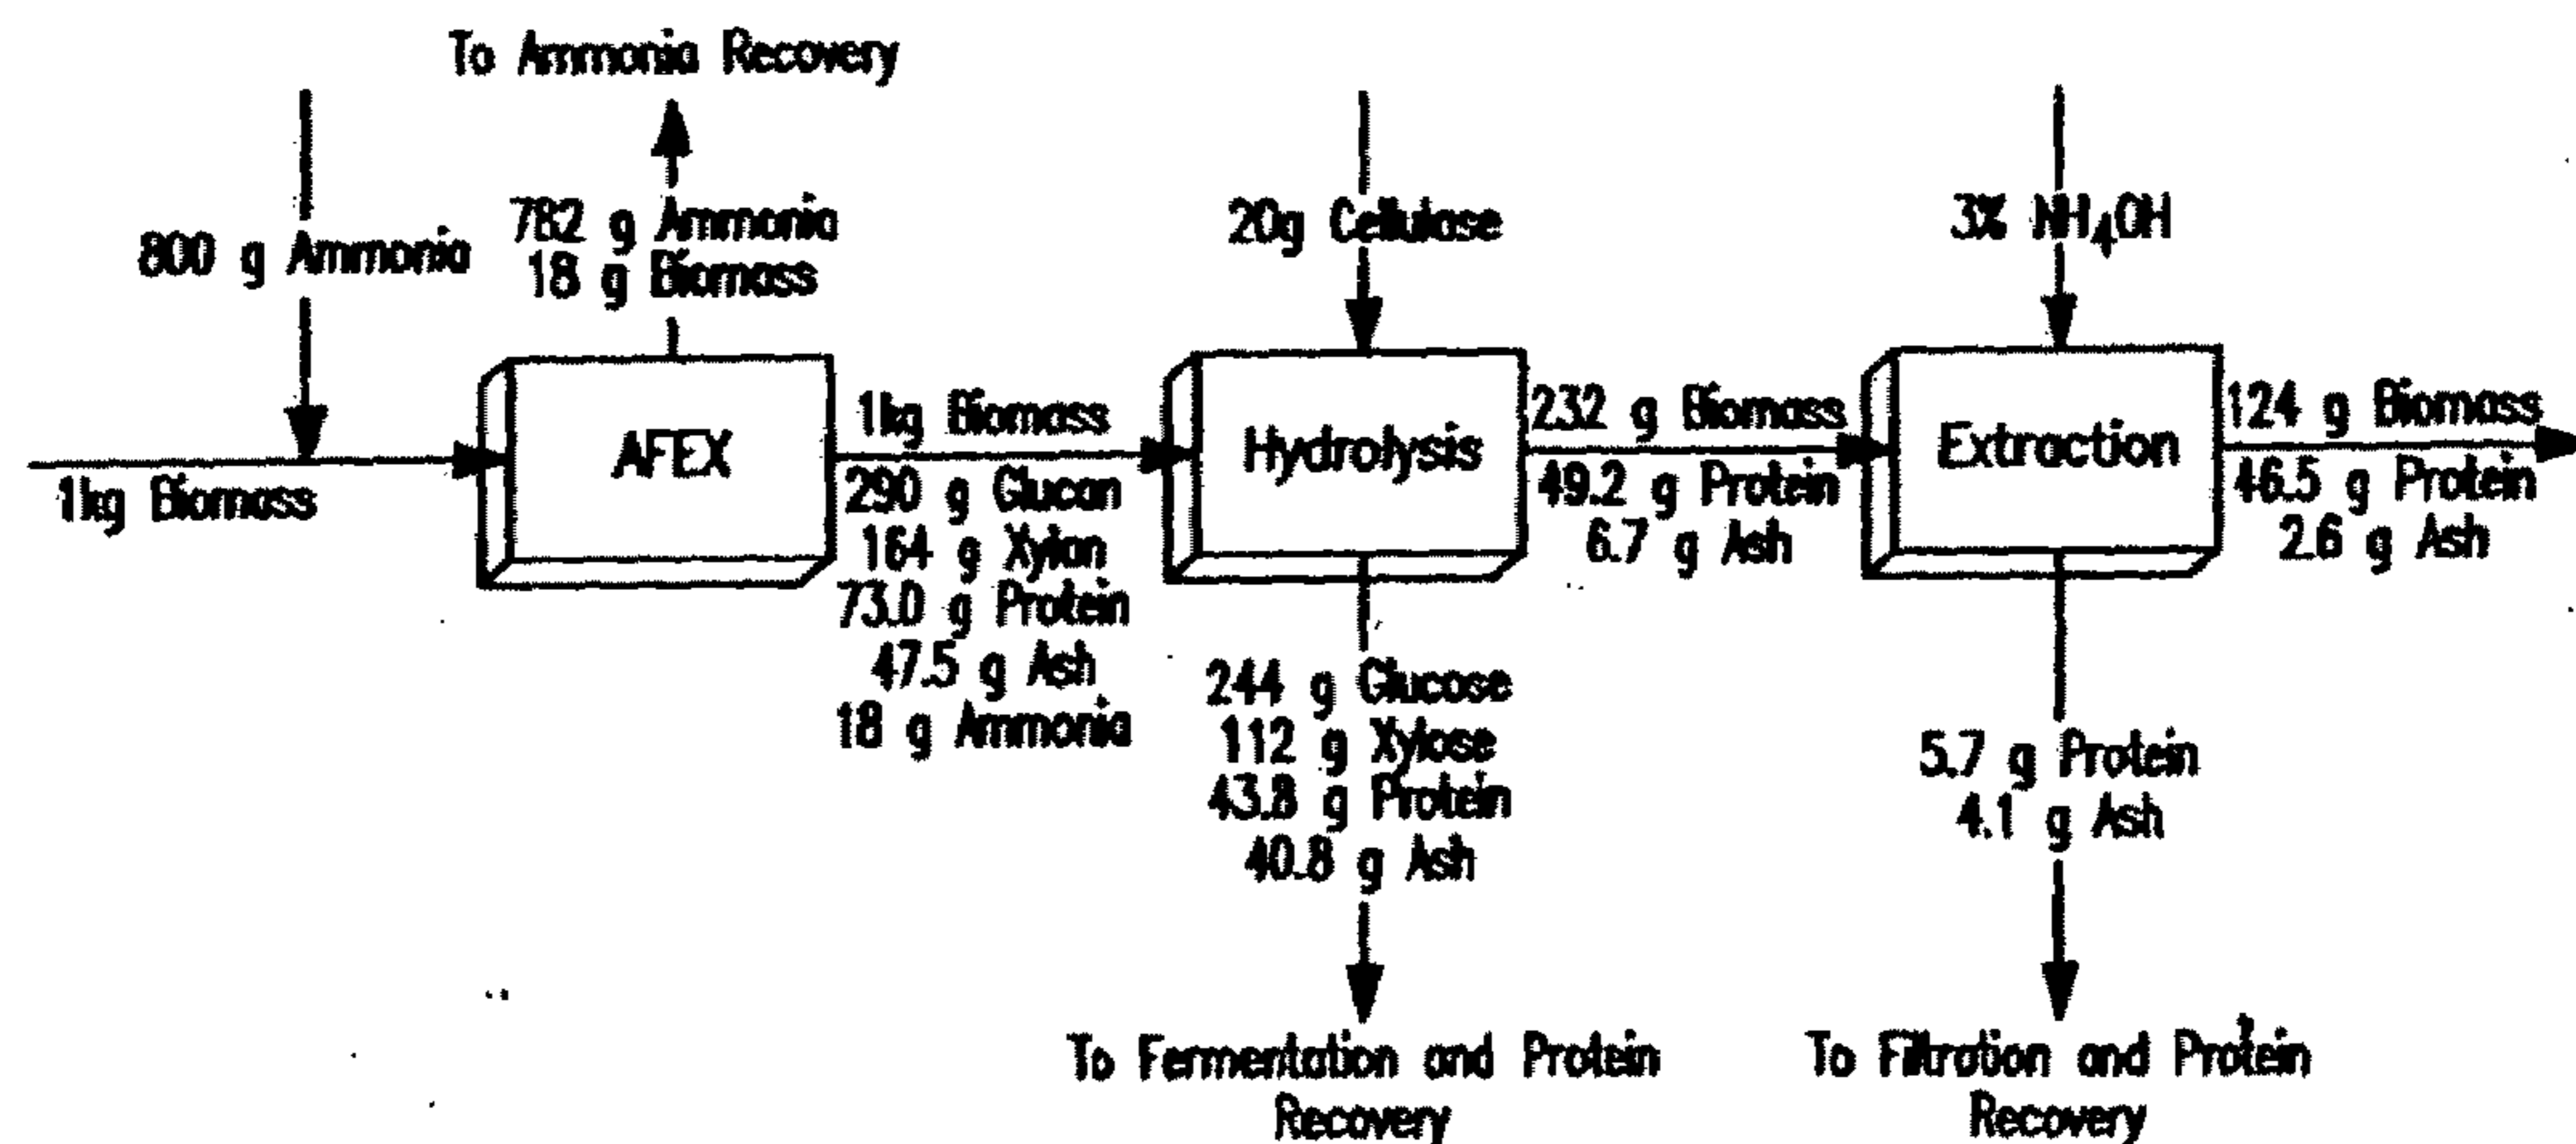 To Ammonia Recovery
800 g Ammonia
782 g Ammonia
18 g Biomass
1kg Biomass
AFEX
1kg Biomass
290 g Glucan
164 g Xylan
73.0 g Protein
47.5 g Ash
18 g Ammonia
20g Cellulase
Hydrolysis
244 g Glucose
112 g Xylose
43.8 g Protein
40.8 g Ash
To Fermentation and Protein
Recovery
232 g Biomass
49.2 g Protein
6.7 g Ash
3% NH4OH
Extraction
5.7 g Protein
4.1 g Ash
To Filtration and Protein
Recovery
124 g Biomass
46.5 g Protein
2.6 g Ash